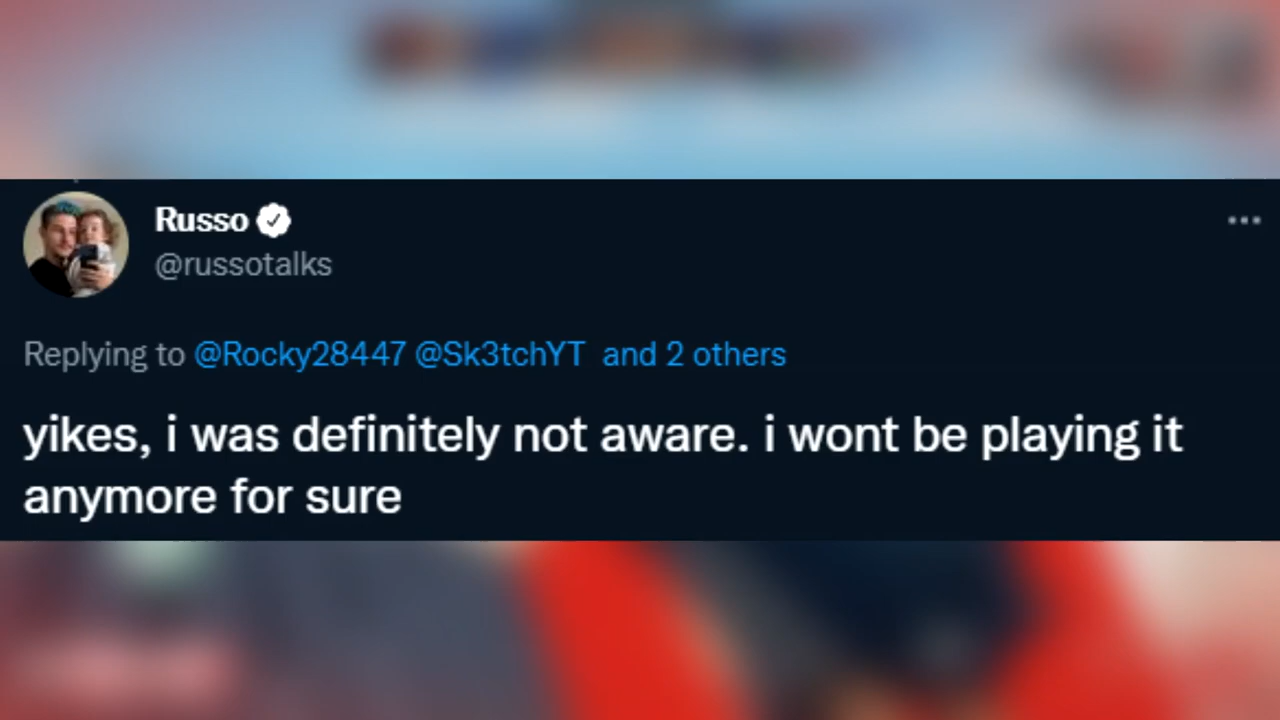 Russo
@russotalks
Replying to @Rocky28447 @Sk3tchYT and 2 others
yikes, i was definitely not aware. i wont be playing it
anymore for sure